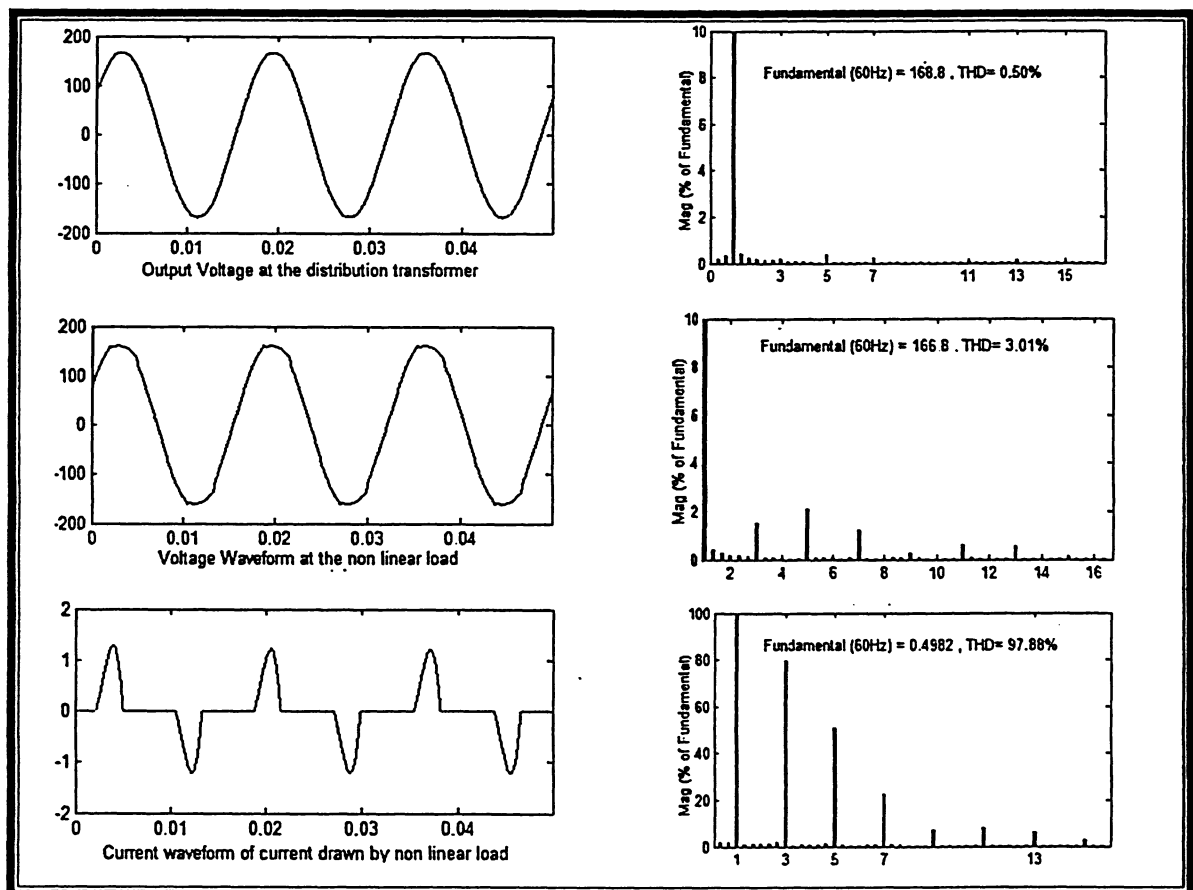 200
100
0
-100
-200
0 0.01 0.02 0.03 0.04
Output Voltage at the distribution transformer
10
8
6
4
2
0
Mag (% of Fundamental)
Fundamental (60Hz) = 168.8 , THD= 0.50%
0 3 5 7 11 13 15
200
100
0
-100
-200
0 0.01 0.02 0.03 0.04
Voltage Waveform at the non linear load
10
8
6
4
2
0
Mag (% of Fundamental)
Fundamental (60Hz) = 166.8 , THD= 3.01%
2 4 6 8 10 12 14 16
2
1
0
-1
-2
0 0.01 0.02 0.03 0.04
Current waveform of current drawn by non linear load
100
80
60
40
20
0
Mag (% of Fundamental)
Fundamental (60Hz) = 0.4982 , THD= 97.88%
1 3 5 7 13